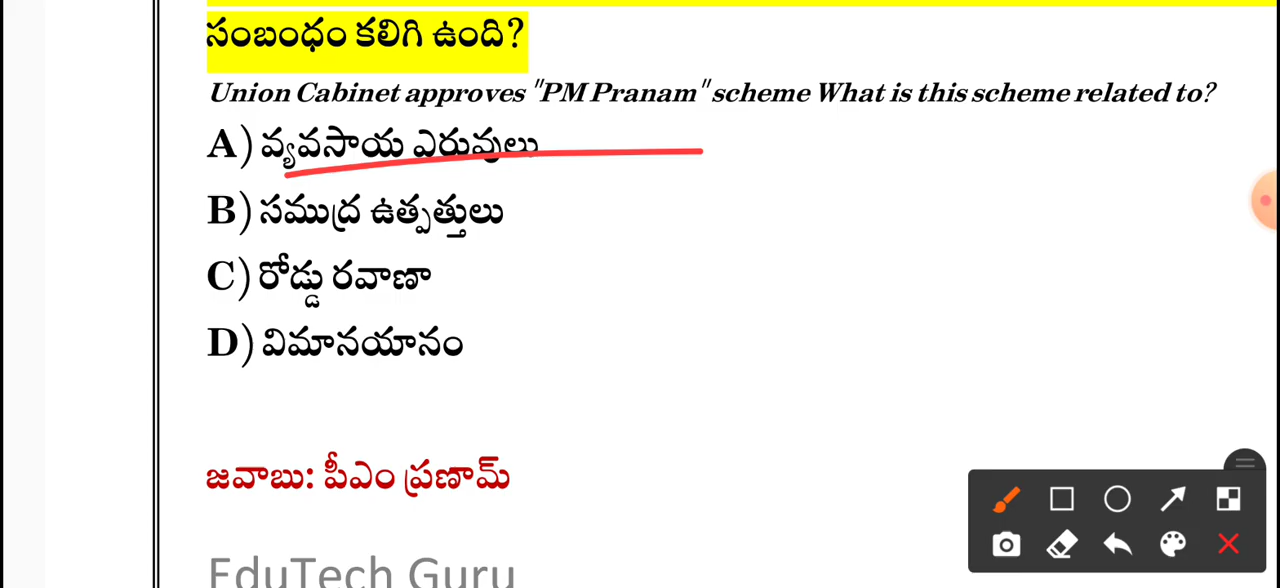 సంబంధం కలిగి ఉంది?
Union Cabinet approves "PM Pranam" scheme What is this scheme related to?
A) వ్యవసాయ ఎరువులు
B) సముద్ర ఉత్పత్తులు
C) రోడ్డు రవాణా
D) విమానయానం
జవాబు: పీఎం ప్రణామ్
EduTech Guru